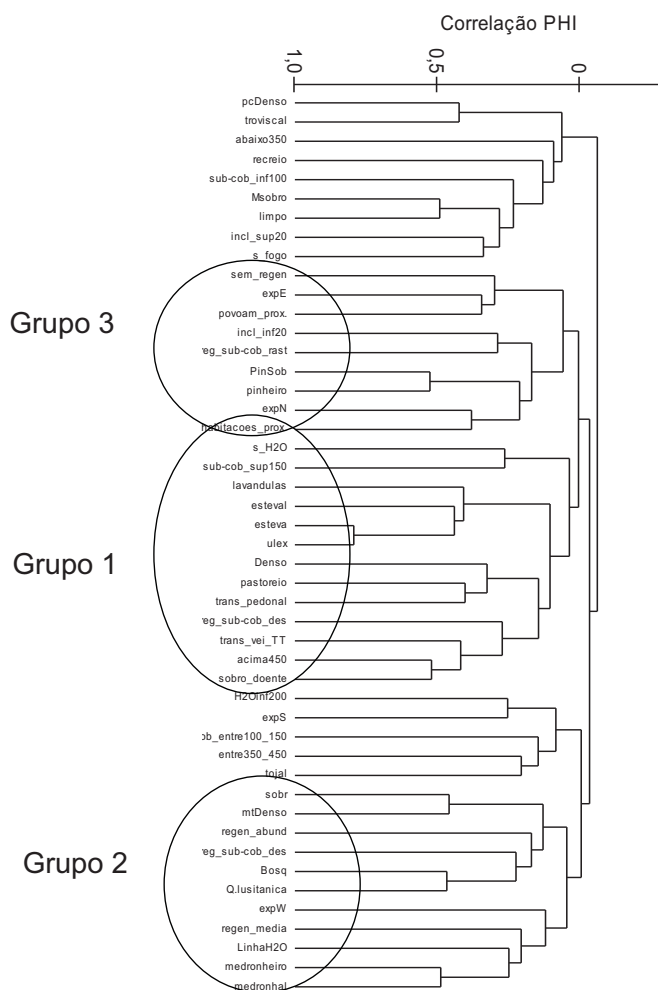 Correlação PHI
1,0 0,5 0
pcDenso
troviscal
abaixo350
recreio
sub-cob_inf100
Msobro
limpo
incl_sup20
s_fogo
sem_regen
expE
Grupo 3
povoam_prox.
incl_inf20
reg_sub-cob_rast
PinSob
pinheiro
expN
habitacoes_prox
s_H2O
sub-cob_sup150
lavandulas
esteval
esteva
ulex
Grupo 1
Denso
pastoreio
trans_pedonal
reg_sub-cob_des
trans_vei_TT
acima450
sobro_doente
H2Oinf200
expS
ob_entre100_150
entre350_450
tojal
sobr
mtDenso
regen_abund
Grupo 2
reg_sub-cob_des
Bosq
Q.lusitanica
expW
regen_media
LinhaH2O
medronheiro
medronhal